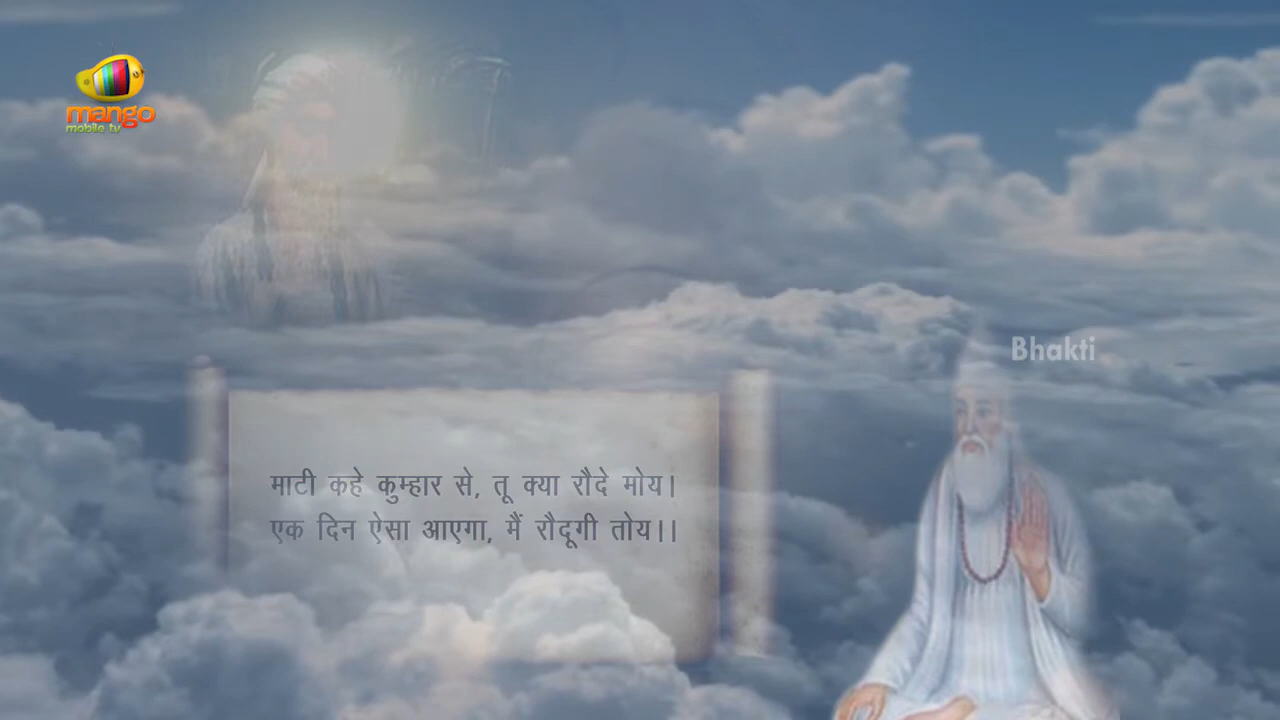 mango
mobile tv
Bhakti
माटी कहे कुम्हार से, तू क्या रौदे मोय।
एक दिन ऐसा आएगा, मैं रौदूगी तोय।।